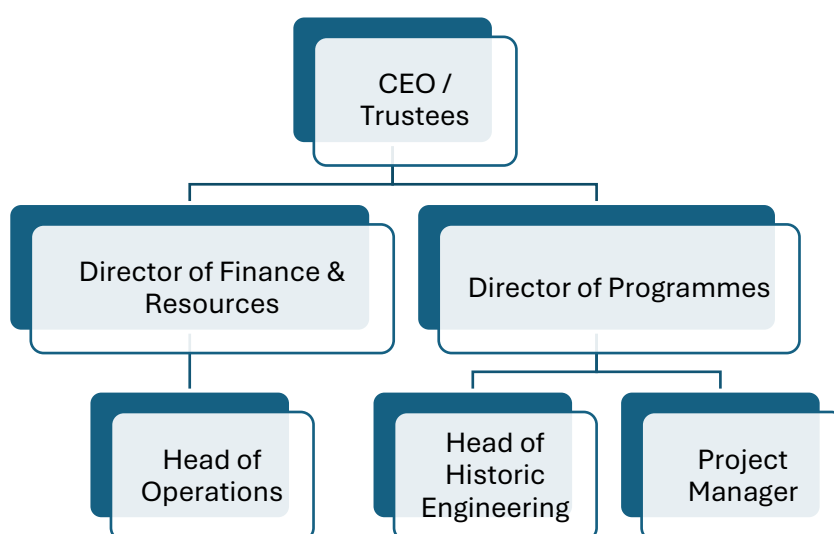 CEO /
Trustees
Director of Finance &
Resources
Director of Programmes
Head of
Operations
Head of
Historic
Engineering
Project
Manager